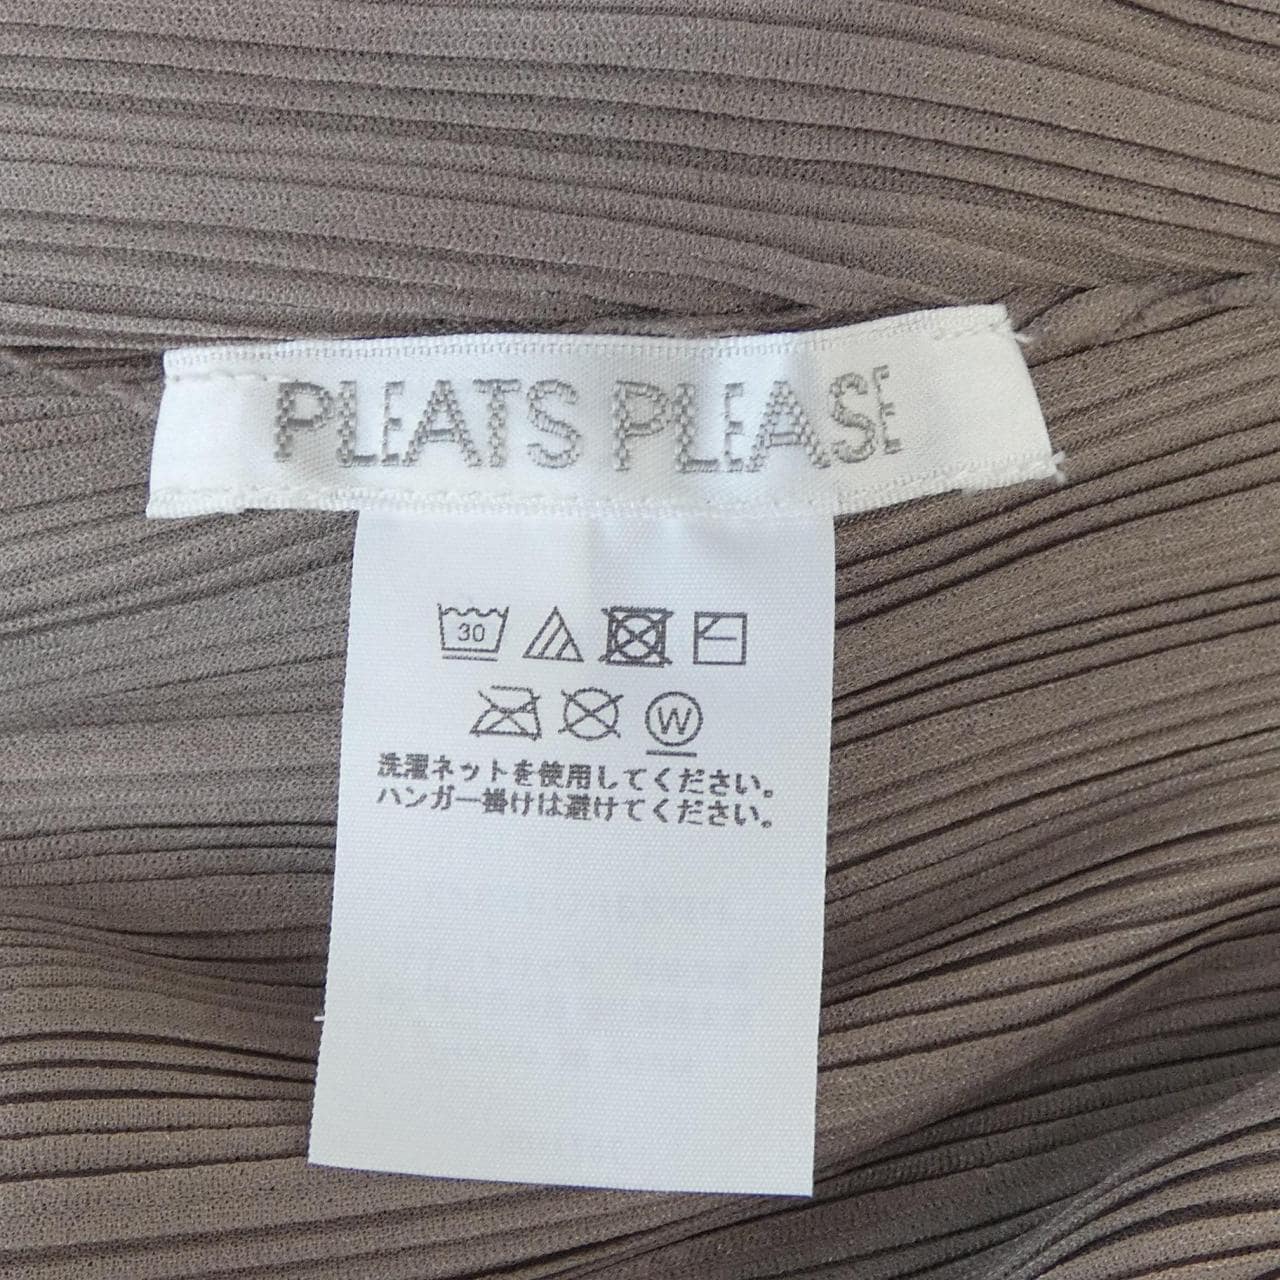 PLEATS PLEASE
30
W
洗濯ネットを使用してください。
ハンガー掛けは避けてください。